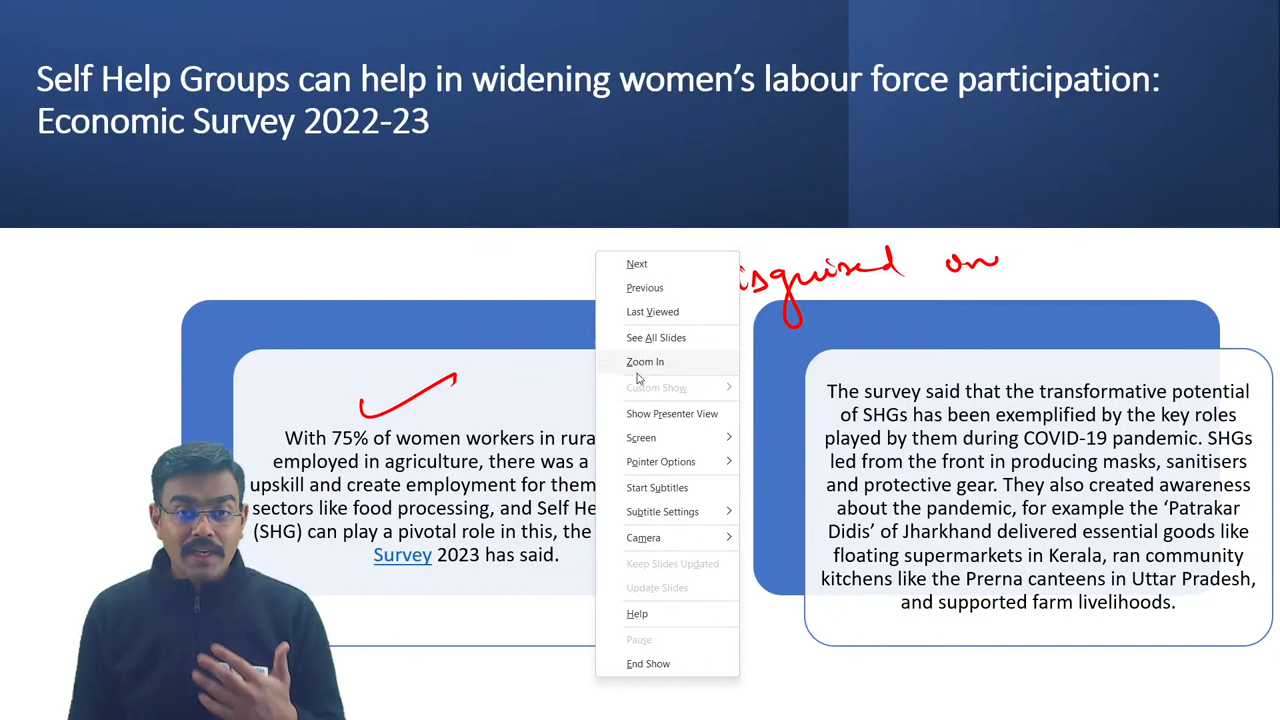 Self Help Groups can help in widening women’s labour force participation:
Economic Survey 2022-23
isguised on
With 75% of women workers in rura
employed in agriculture, there was a
upskill and create employment for them
sectors like food processing, and Self He
(SHG) can play a pivotal role in this, the
Survey 2023 has said.
Next
Previous
Last Viewed
See All Slides
Zoom In
Custom Show
Show Presenter View
Screen
Pointer Options
Start Subtitles
Subtitle Settings
Camera
Keep Slides Updated
Update Slides
Help
Pause
End Show
The survey said that the transformative potential
of SHGs has been exemplified by the key roles
played by them during COVID-19 pandemic. SHGs
led from the front in producing masks, sanitisers
and protective gear. They also created awareness
about the pandemic, for example the ‘Patrakar
Didis’ of Jharkhand delivered essential goods like
floating supermarkets in Kerala, ran community
kitchens like the Prerna canteens in Uttar Pradesh,
and supported farm livelihoods.